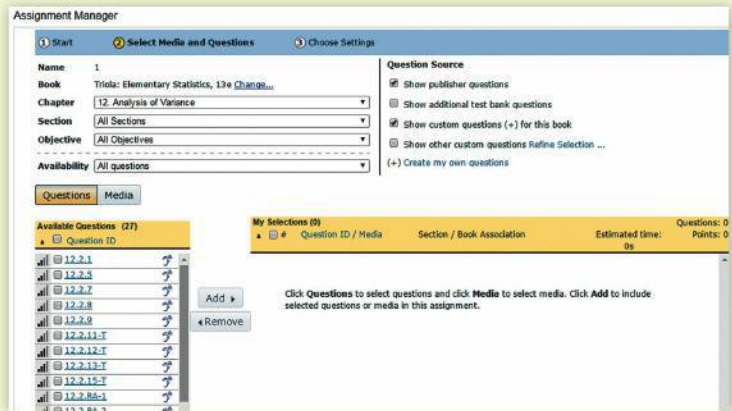 Assignment Manager
1 Start 2 Select Media and Questions 3 Choose Settings
Name 1
Book Triola: Elementary Statistics, 13e Change...
Chapter 12. Analysis of Variance
Section All Sections
Objective All Objectives
Availability All questions
Question Source
Show publisher questions
Show additional test bank questions
Show custom questions (+) for this book
Show other custom questions Refine Selection ...
(+) Create my own questions
Questions Media
Available Questions (27)
Question ID
12.2.1
12.2.5
12.2.7
12.2.8
12.2.9
12.2.11-T
12.2.12-T
12.2.13-T
12.2.15-T
12.2.RA-1
12.2.RA-2
Add
Remove
My Selections (0) Questions: 0
# Question ID / Media Section / Book Association Estimated time: Points: 0
0s
Click Questions to select questions and click Media to select media. Click Add to include
selected questions or media in this assignment.